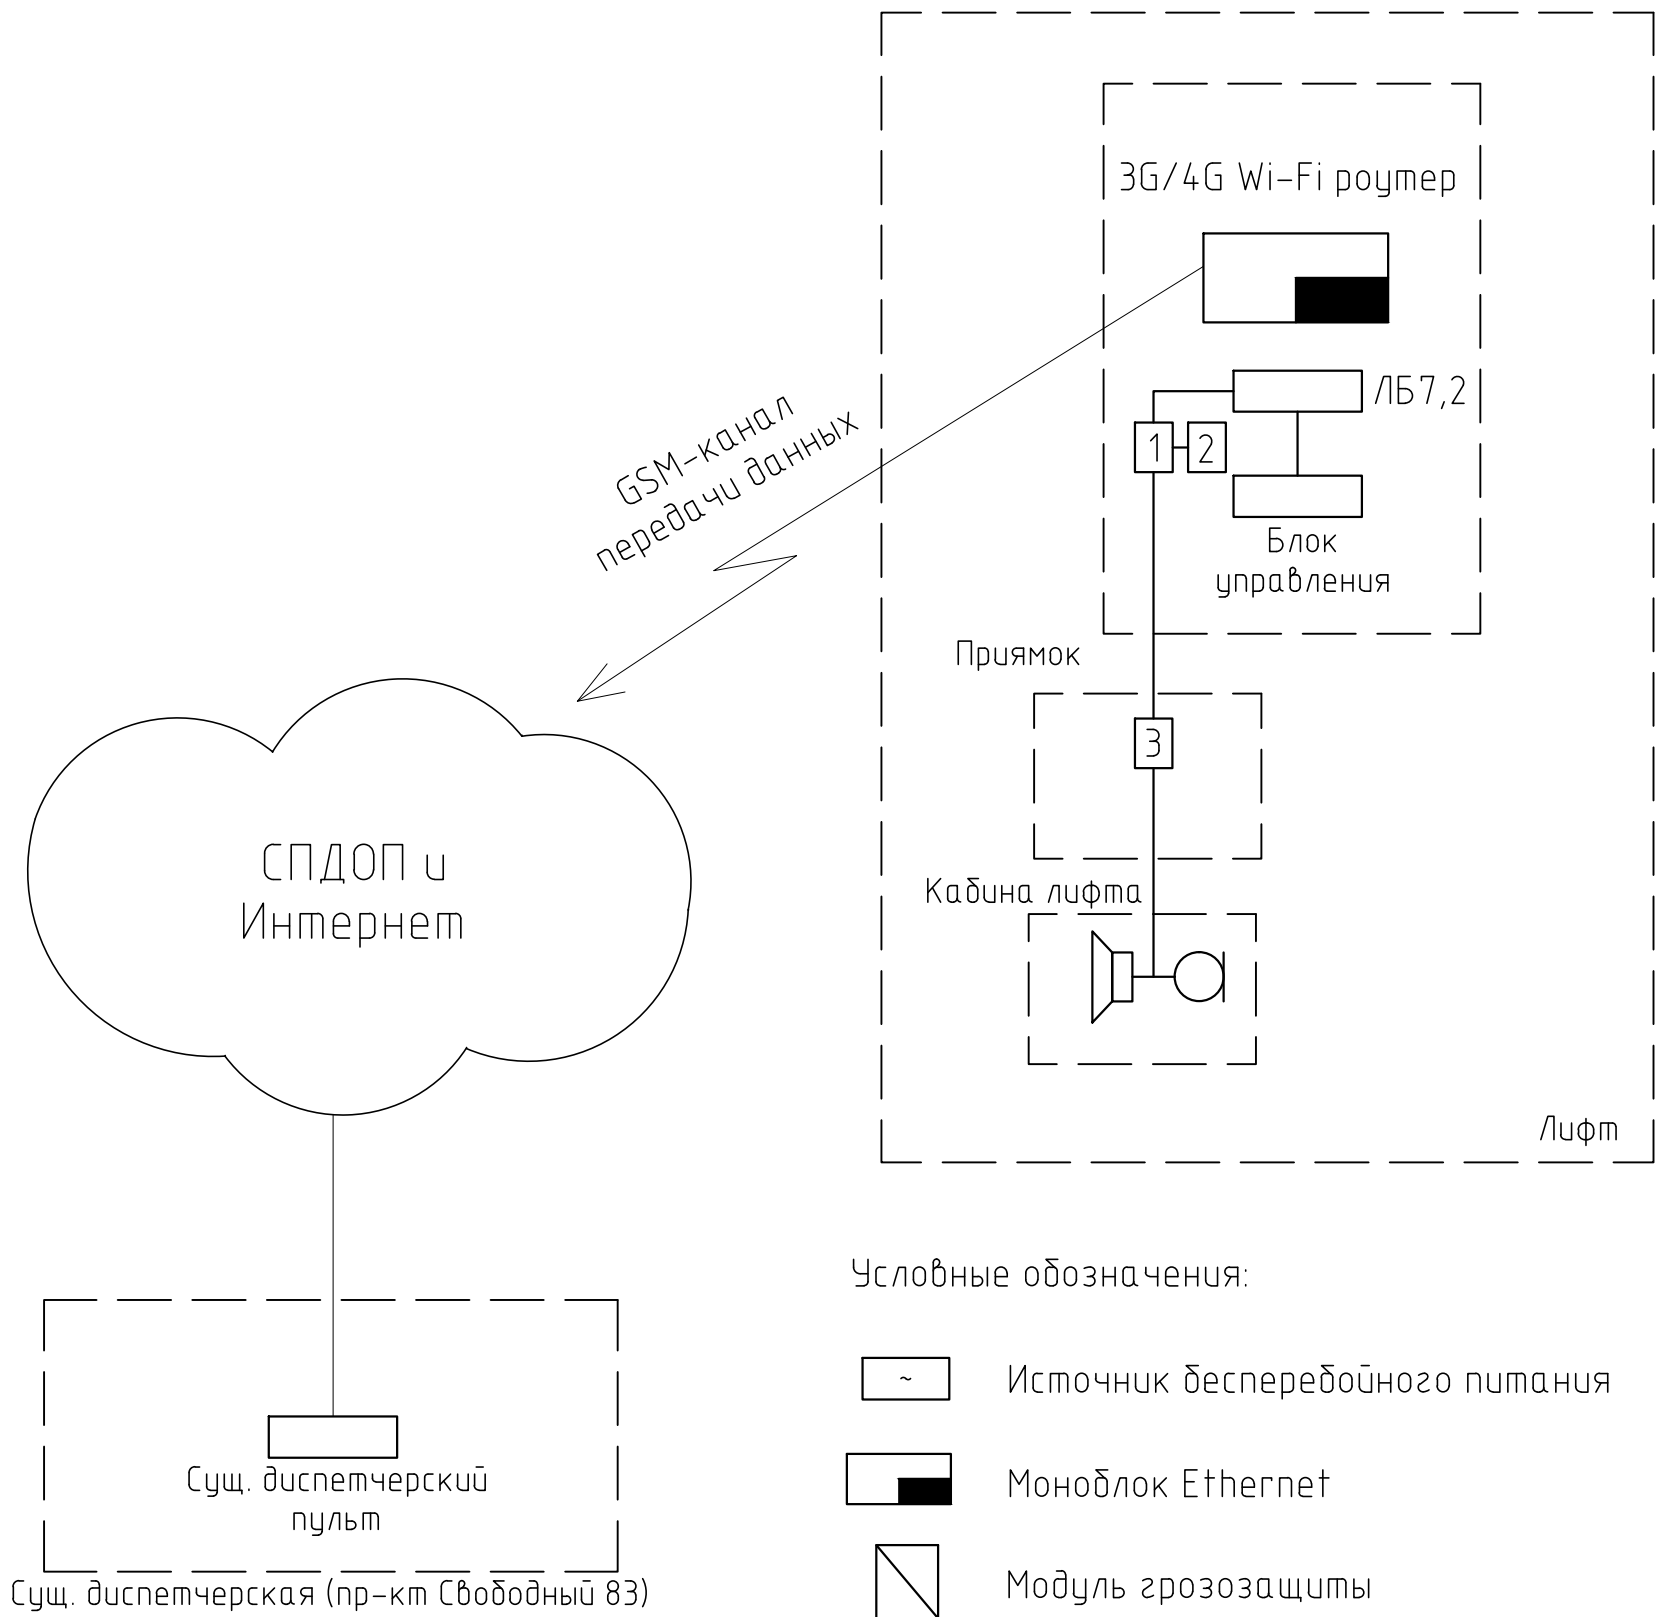 3G/4G Wi-Fi роутер
ЛБ7,2
1
2
Блок
управления
GSM-канал
передачи данных
Приямок
3
Кабина лифта
СПДОП и
Интернет
Лифт
Условные обозначения:
~
Источник бесперебойного питания
Моноблок Ethernet
Модуль грозозащиты
Сущ. диспетчерский
пульт
Сущ. диспетчерская (пр-кт Свободный 83)